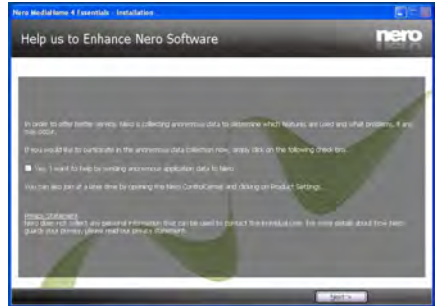 Nero MediaHome 4 Essentials - Installation
Help us to Enhance Nero Software
nero
In order to offer better service, Nero is collecting anonymous data to determine which features are used and what problems, if any
may occur.
If you would like to participate in the anonymous data collection now, simply click on the following check box.
Yes, I want to help by sending anonymous application data to Nero
You can also join at a later time by opening the Nero ControlCenter and clicking on Product Settings.
Privacy Statement
Nero does not collect any personal information that can be used to contact the individual user. For more details about how Nero
guards your privacy, please read our privacy statement.
Next >